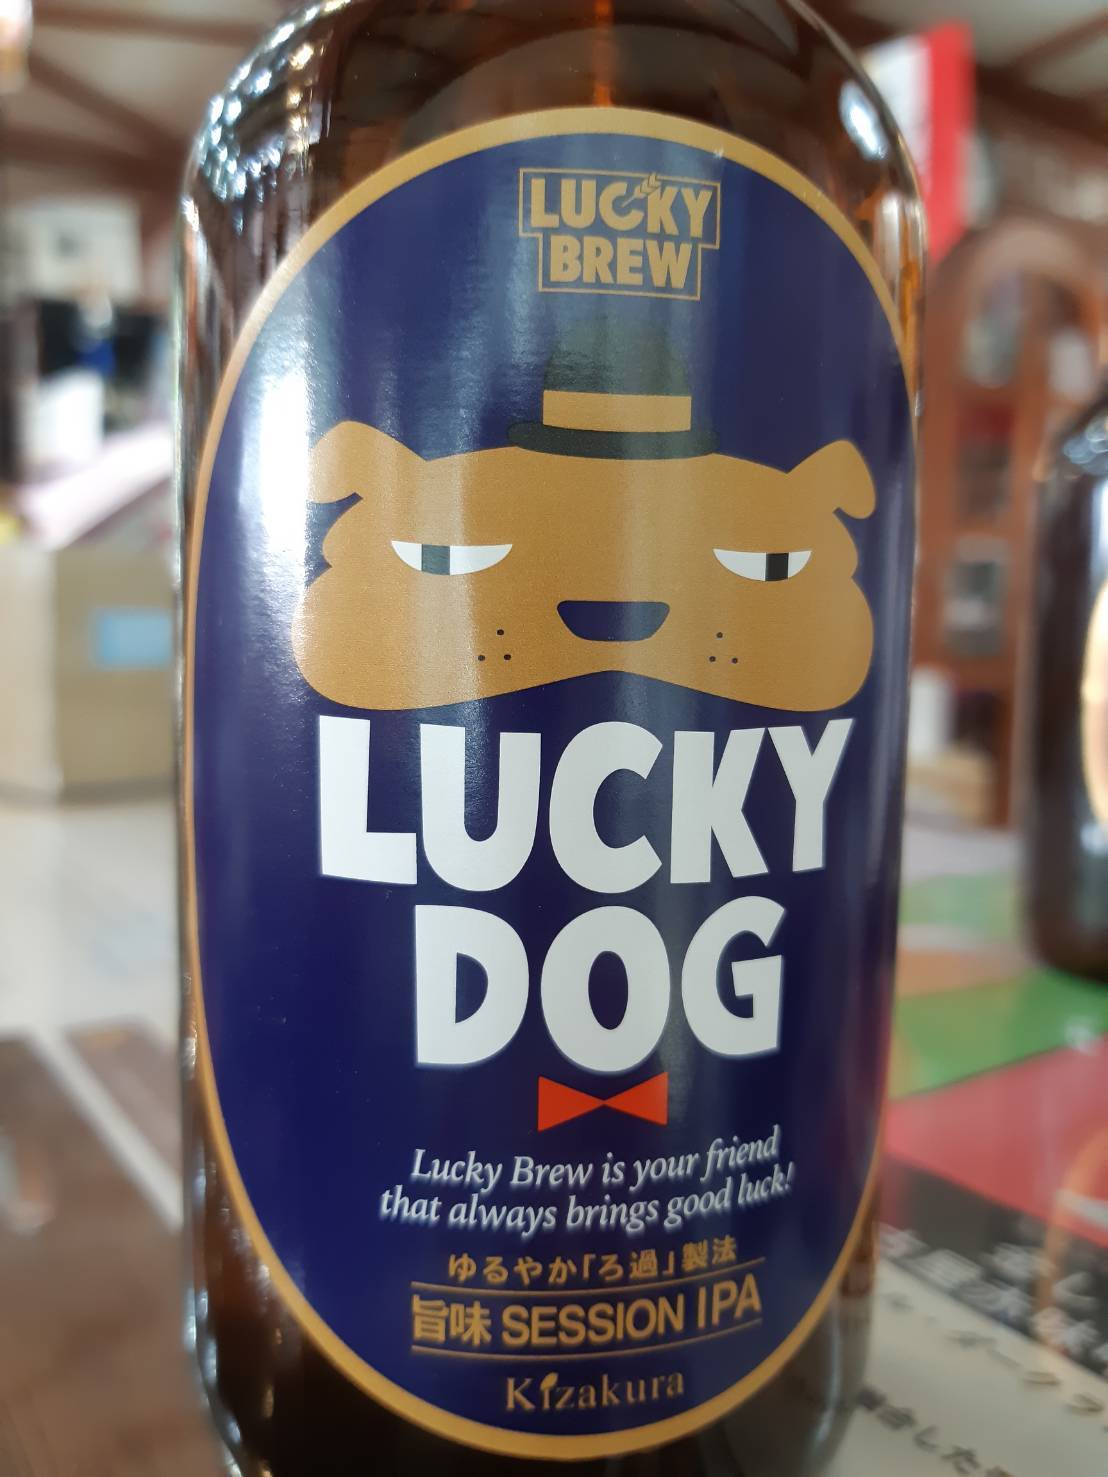 LUCKY
BREW
LUCKY
DOG
Lucky Brew is your friend
that always brings good luck!
ゆるやか「ろ過」製法
旨味 SESSION IPA
Kizakura